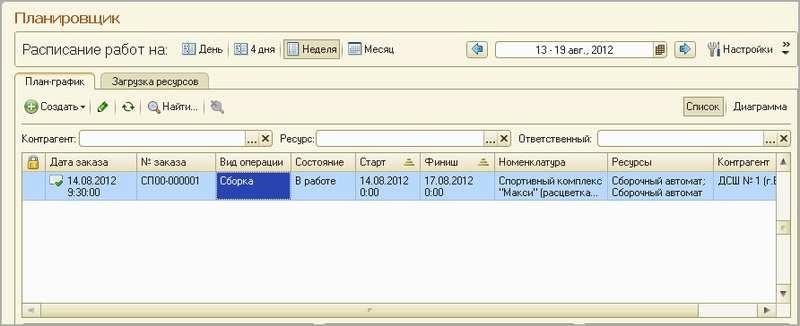 Планировщик
Расписание работ на: День 4 дня Неделя Месяц 13 - 19 авг., 2012 Настройки
План-график Загрузка ресурсов
Создать Найти... Список Диаграмма
Контрагент: ... Ресурс: ... Ответственный: ...
Дата заказа № заказа Вид операции Состояние Старт Финиш Номенклатура Ресурсы Контрагент
14.08.2012 СП00-000001 Сборка В работе 14.08.2012 17.08.2012 Спортивный комплекс Сборочный автомат; ДСШ № 1 (г.
9:30:00 0:00 0:00 "Макси" (расцветка... Сборочный автомат